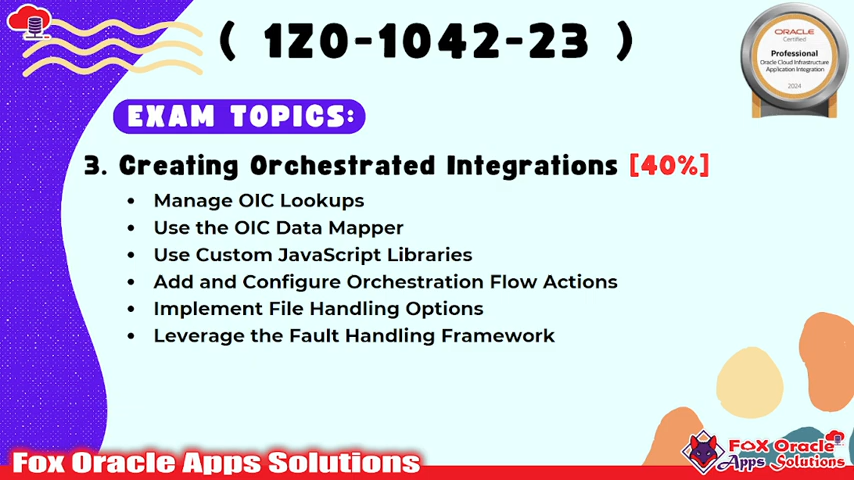 ( 1Z0-1042-23 )
ORACLE
Certified
Professional
Oracle Cloud Infrastructure
Application Integration
2024
EXAM TOPICS:
3. Creating Orchestrated Integrations [40%]
• Manage OIC Lookups
• Use the OIC Data Mapper
• Use Custom JavaScript Libraries
• Add and Configure Orchestration Flow Actions
• Implement File Handling Options
• Leverage the Fault Handling Framework
Fox Oracle Apps Solutions
Fox Oracle
Apps Solutions